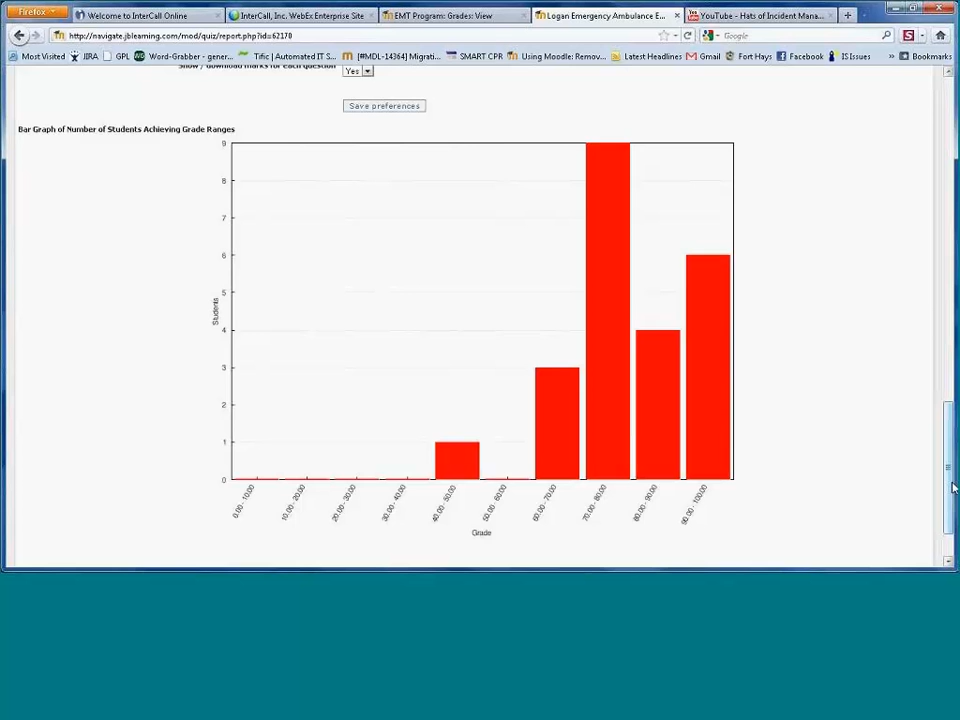 Firefox
Welcome to InterCall Online
InterCall, Inc. WebEx Enterprise Site
EMT Program: Grades: View
Logan Emergency Ambulance E...
YouTube - Hats of Incident Mana...
http://navigate.jblearning.com/mod/quiz/report.php?id=62170
Google
Most Visited
JIRA
GPL
Word-Grabber - gener...
Tific | Automated IT S...
[#MDL-14364] Migrati...
SMART CPR
Using Moodle: Remov...
Latest Headlines
Gmail
Fort Hays
Facebook
IS Issues
»
Bookmarks
Show / download marks for each question
Yes
Save preferences
Bar Graph of Number of Students Achieving Grade Ranges
9
8
7
6
5
4
3
2
1
0
Students
0.00 - 10.00
10.00 - 20.00
20.00 - 30.00
30.00 - 40.00
40.00 - 50.00
50.00 - 60.00
60.00 - 70.00
70.00 - 80.00
80.00 - 90.00
90.00 - 100.00
Grade